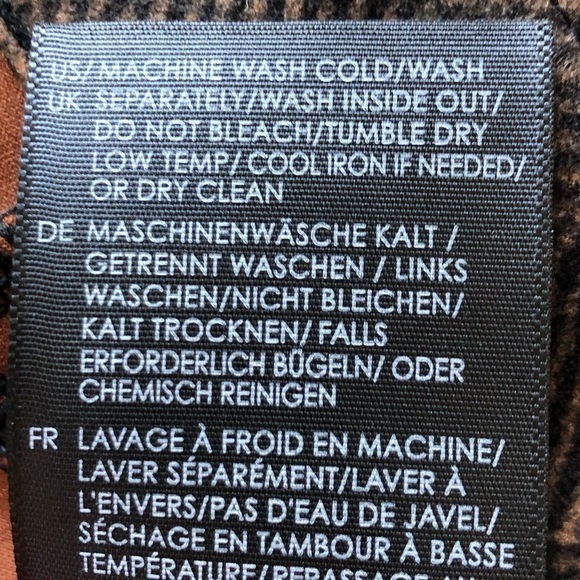 US/ MACHINE WASH COLD/WASH
UK SEPARATELY/WASH INSIDE OUT/
DO NOT BLEACH/TUMBLE DRY
LOW TEMP/ COOL IRON IF NEEDED/
OR DRY CLEAN
DE MASCHINENWÄSCHE KALT /
GETRENNT WASCHEN / LINKS
WASCHEN/NICHT BLEICHEN/
KALT TROCKNEN/ FALLS
ERFORDERLICH BÜGELN/ ODER
CHEMISCH REINIGEN
FR LAVAGE À FROID EN MACHINE/
LAVER SÉPARÉMENT/LAVER À
L'ENVERS/PAS D'EAU DE JAVEL/
SÉCHAGE EN TAMBOUR À BASSE
TEMPÉRATURE/REPASSAGE